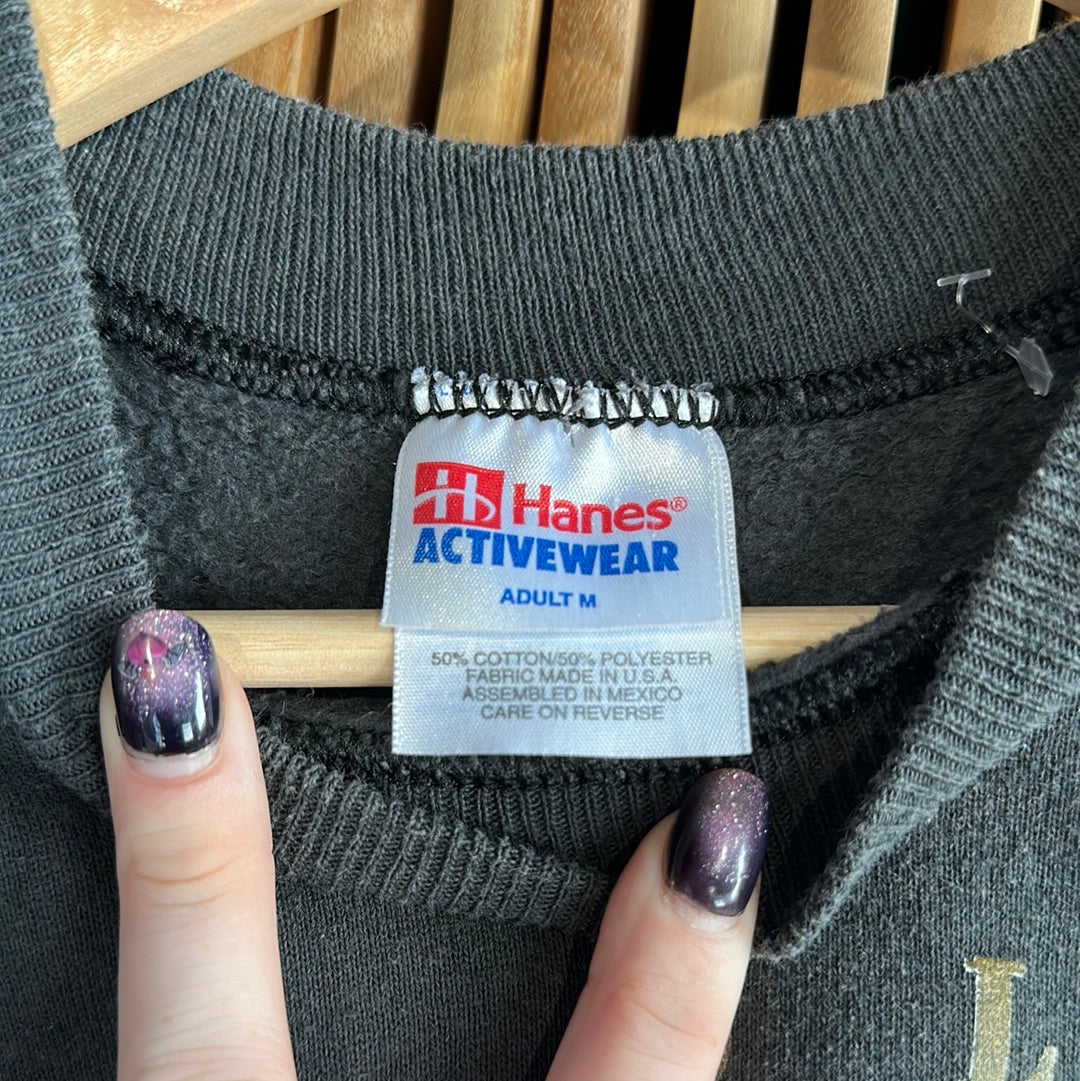 Hanes®
ACTIVEWEAR
ADULT M
50% COTTON/50% POLYESTER
FABRIC MADE IN U.S.A.
ASSEMBLED IN MEXICO
CARE ON REVERSE
L